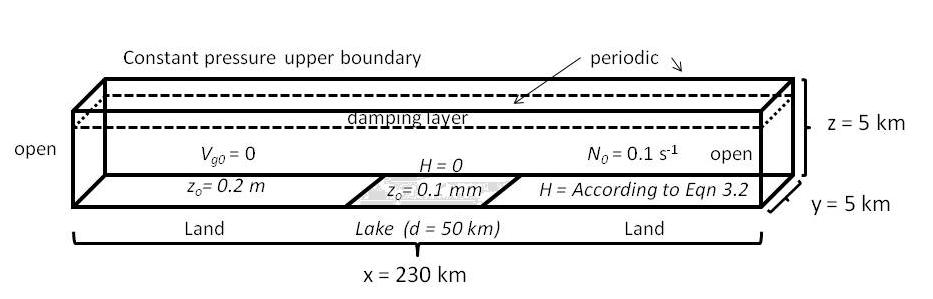 Constant pressure upper boundary
periodic
damping layer
z = 5 km
open
V_g0 = 0
H = 0
N_0 = 0.1 s⁻¹
open
z_o = 0.2 m
z_o = 0.1 mm
H = According to Eqn 3.2
y = 5 km
Land
Lake (d = 50 km)
Land
x = 230 km